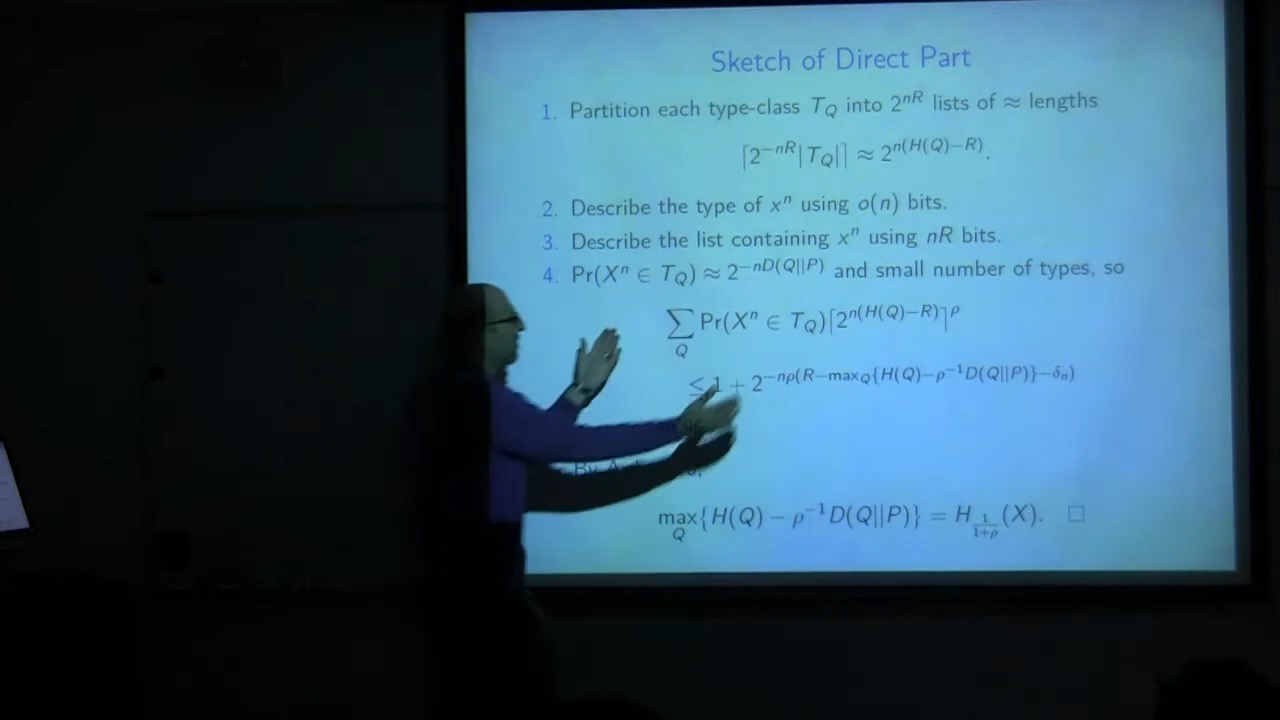 Sketch of Direct Part
1. Partition each type-class T_Q into 2^{nR} lists of ≈ lengths
⌈2^{−nR}|T_Q|⌉ ≈ 2^{n(H(Q)−R)}.
2. Describe the type of x^n using o(n) bits.
3. Describe the list containing x^n using nR bits.
4. Pr(X^n ∈ T_Q) ≈ 2^{−nD(Q||P)} and small number of types, so
∑_Q Pr(X^n ∈ T_Q)⌈2^{n(H(Q)−R)}⌉^ρ
≤ 1 + 2^{−nρ(R−max_Q{H(Q)−ρ^{−1}D(Q||P)}−δ_n)}
By
max_Q{H(Q) − ρ^{−1}D(Q||P)} = H_{1/(1+ρ)}(X). □